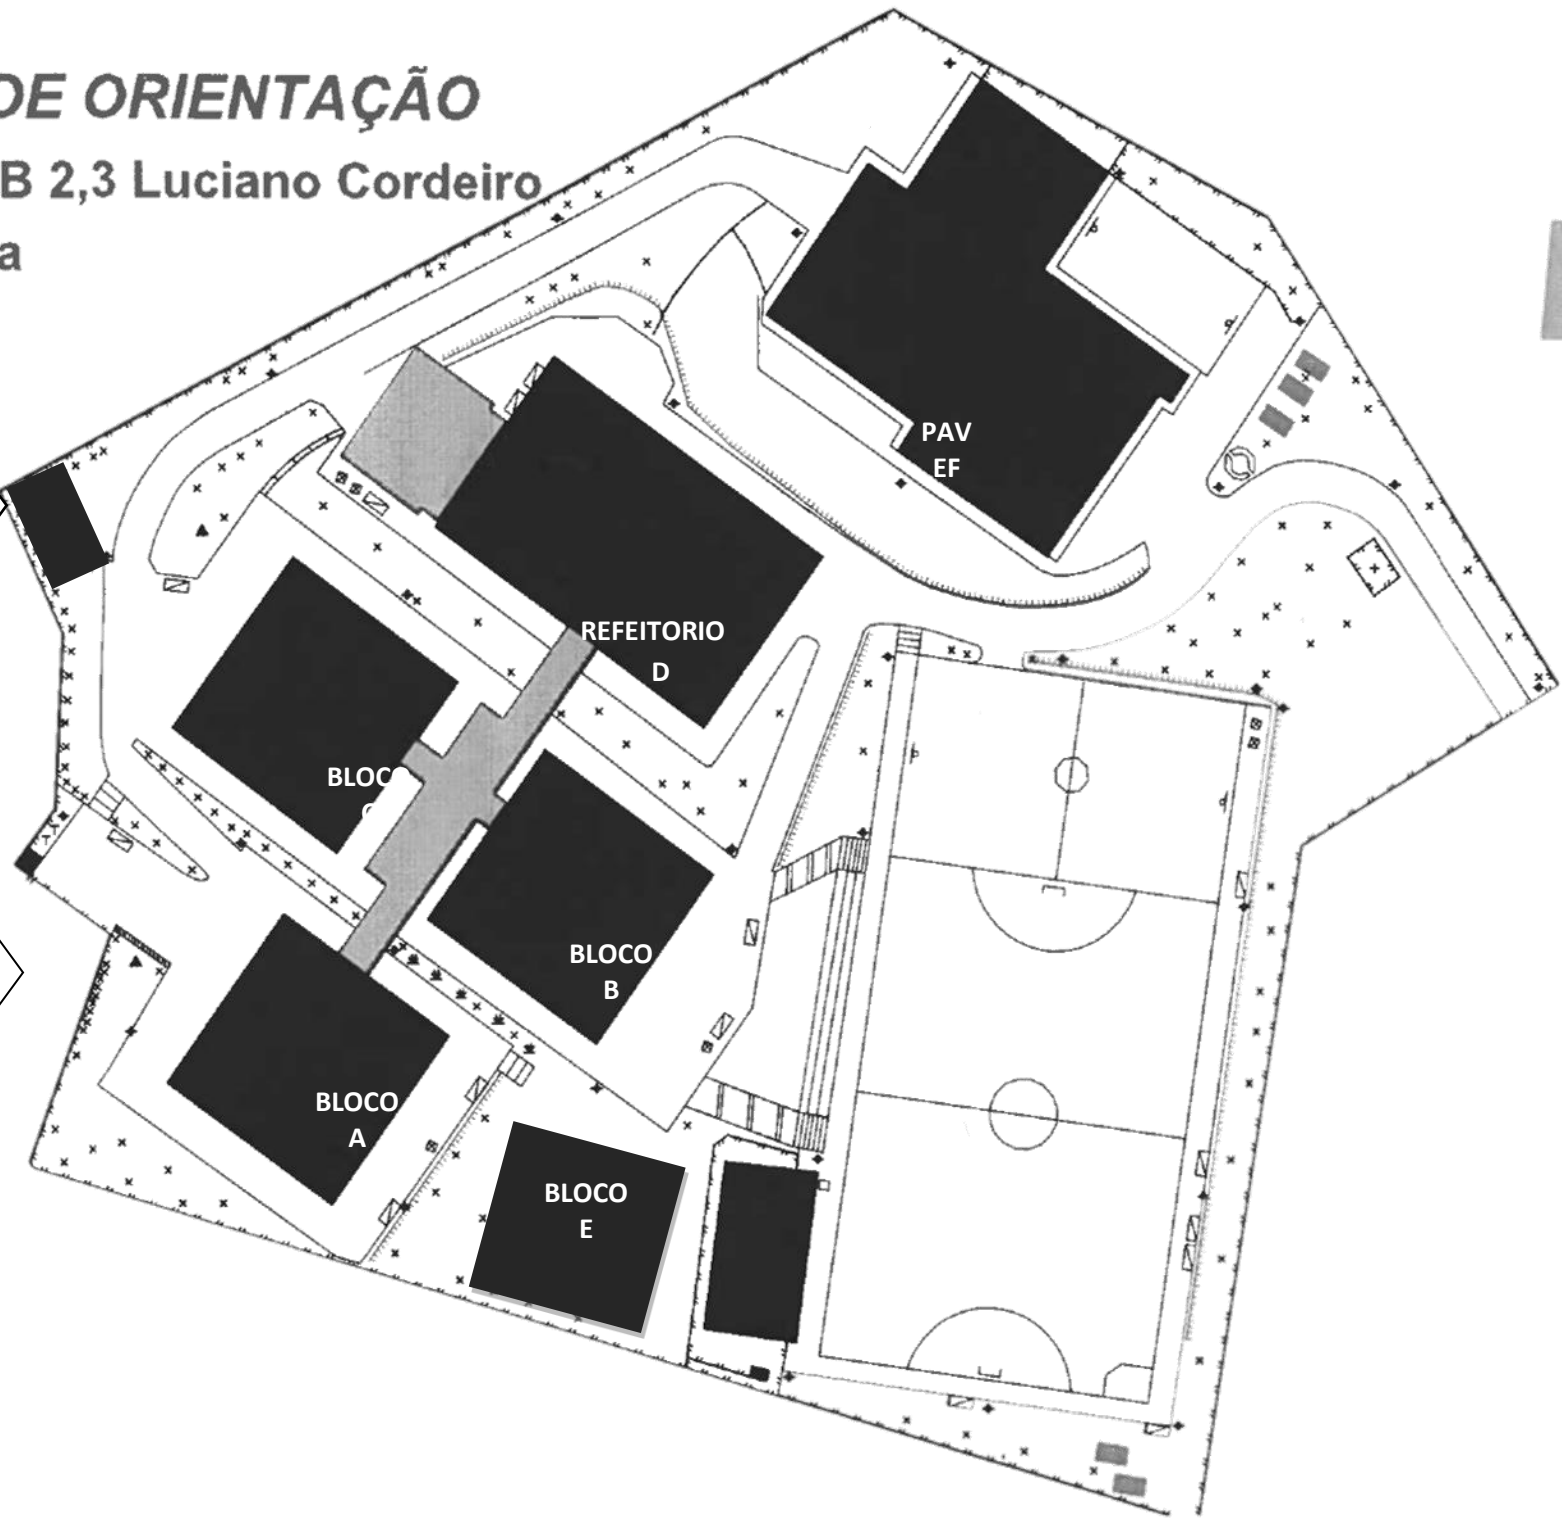 DE ORIENTAÇÃO
B 2,3 Luciano Cordeiro
a
PAV
EF
REFEITORIO
D
BLOCO
C
BLOCO
B
BLOCO
A
BLOCO
E